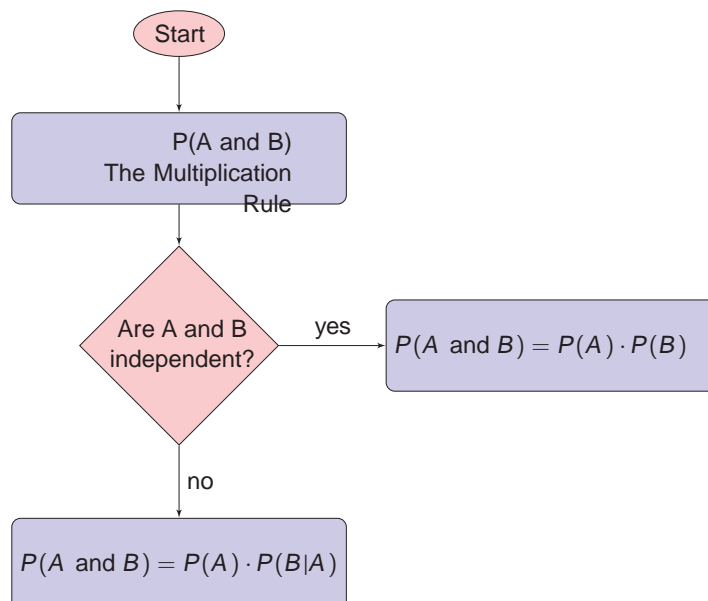 Start
P(A and B)
The Multiplication
Rule
Are A and B
independent?
yes
P(A and B) = P(A) · P(B)
no
P(A and B) = P(A) · P(B|A)